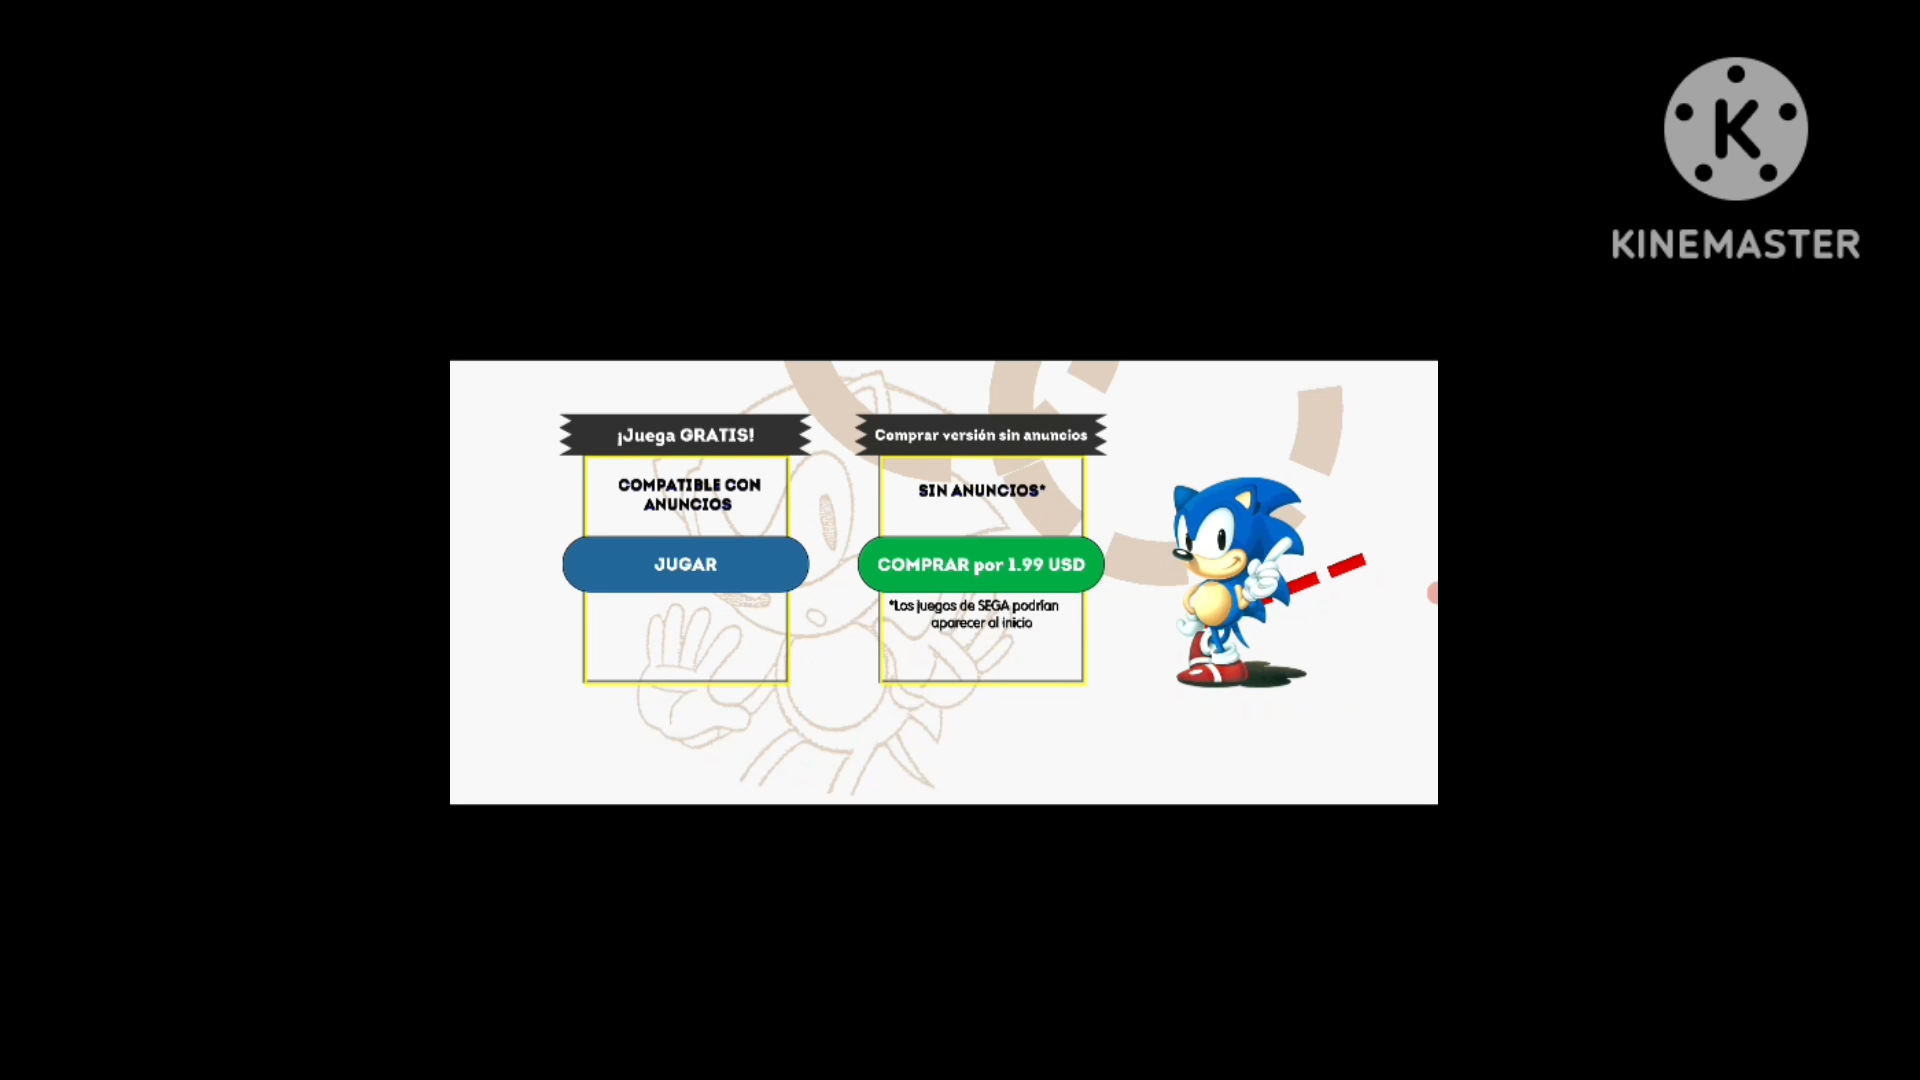 K
KINEMASTER
¡Juega GRATIS!
COMPATIBLE CON
ANUNCIOS
JUGAR
Comprar versión sin anuncios
SIN ANUNCIOS*
COMPRAR por 1.99 USD
*Los juegos de SEGA podrían
aparecer al inicio